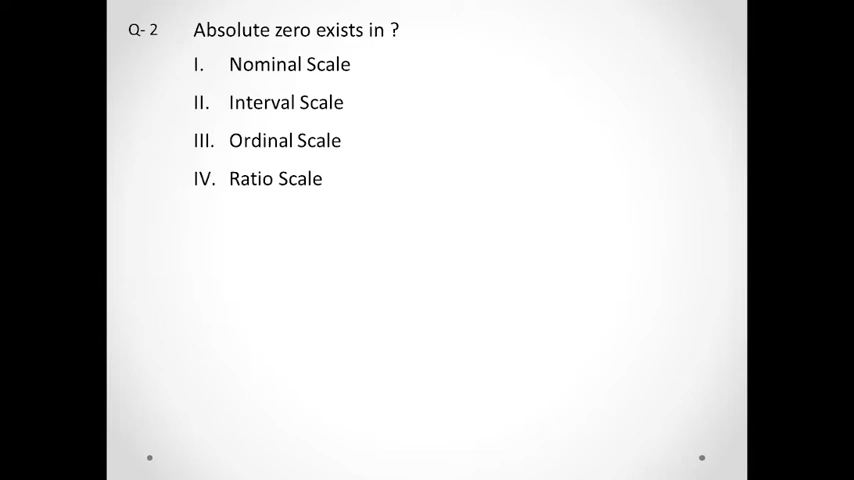 Q- 2 Absolute zero exists in ?
I. Nominal Scale
II. Interval Scale
III. Ordinal Scale
IV. Ratio Scale